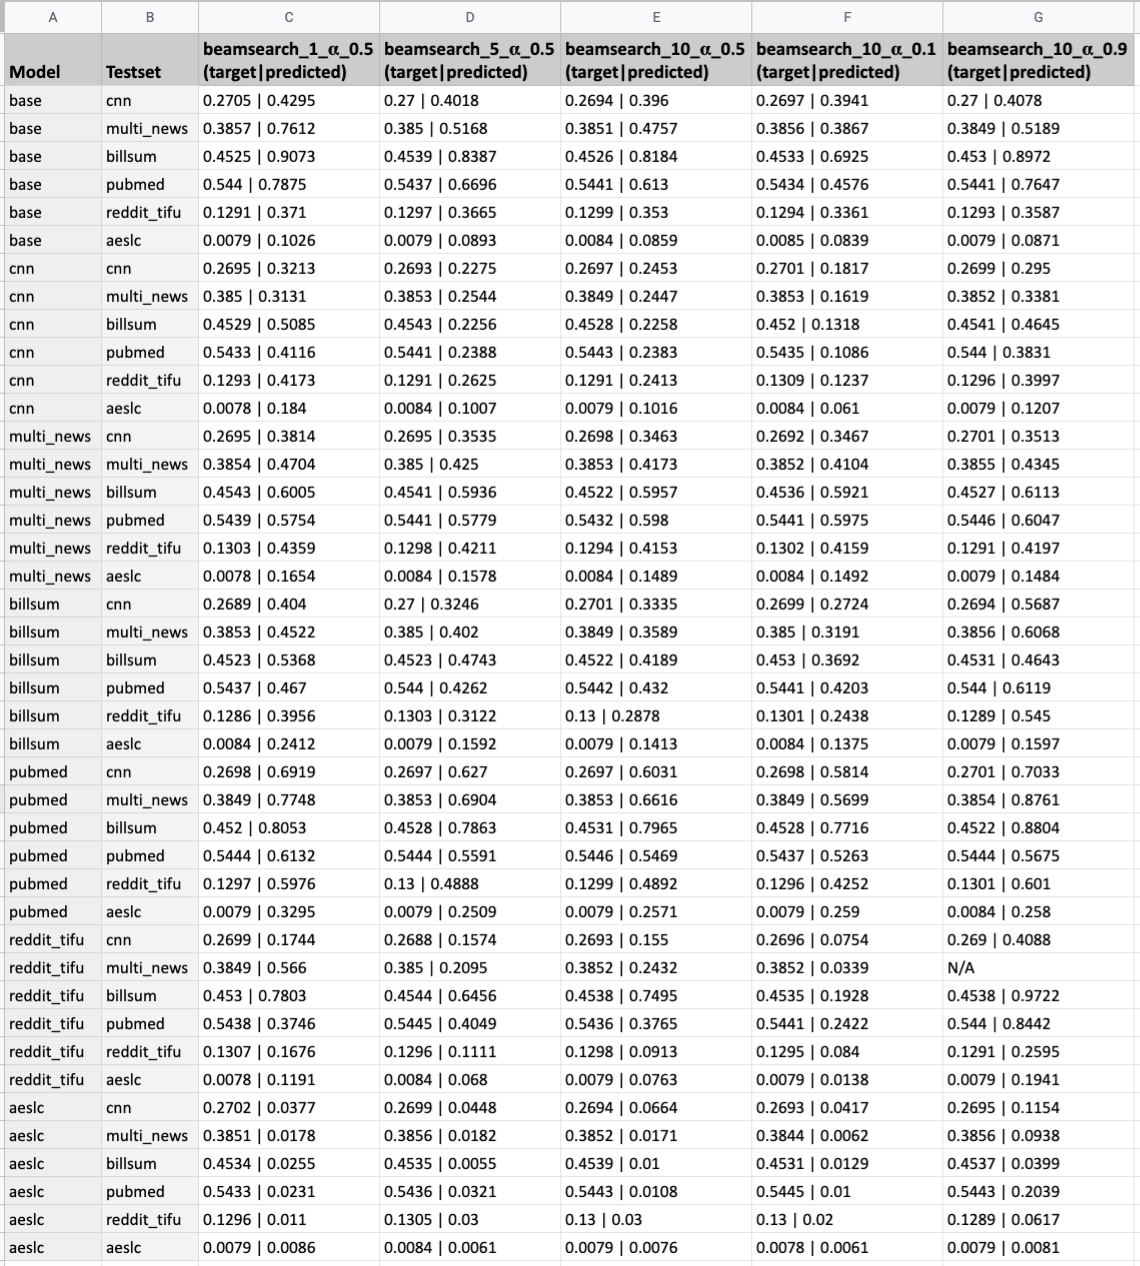 A B C D E F G
beamsearch_1_α_0.5 beamsearch_5_α_0.5 beamsearch_10_α_0.5 beamsearch_10_α_0.1 beamsearch_10_α_0.9
Model Testset (target|predicted) (target|predicted) (target|predicted) (target|predicted) (target|predicted)
base cnn 0.2705 | 0.4295 0.27 | 0.4018 0.2694 | 0.396 0.2697 | 0.3941 0.27 | 0.4078
base multi_news 0.3857 | 0.7612 0.385 | 0.5168 0.3851 | 0.4757 0.3856 | 0.3867 0.3849 | 0.5189
base billsum 0.4525 | 0.9073 0.4539 | 0.8387 0.4526 | 0.8184 0.4533 | 0.6925 0.453 | 0.8972
base pubmed 0.544 | 0.7875 0.5437 | 0.6696 0.5441 | 0.613 0.5434 | 0.4576 0.5441 | 0.7647
base reddit_tifu 0.1291 | 0.371 0.1297 | 0.3665 0.1299 | 0.353 0.1294 | 0.3361 0.1293 | 0.3587
base aeslc 0.0079 | 0.1026 0.0079 | 0.0893 0.0084 | 0.0859 0.0085 | 0.0839 0.0079 | 0.0871
cnn cnn 0.2695 | 0.3213 0.2693 | 0.2275 0.2697 | 0.2453 0.2701 | 0.1817 0.2699 | 0.295
cnn multi_news 0.385 | 0.3131 0.3853 | 0.2544 0.3849 | 0.2447 0.3853 | 0.1619 0.3852 | 0.3381
cnn billsum 0.4529 | 0.5085 0.4543 | 0.2256 0.4528 | 0.2258 0.452 | 0.1318 0.4541 | 0.4645
cnn pubmed 0.5433 | 0.4116 0.5441 | 0.2388 0.5443 | 0.2383 0.5435 | 0.1086 0.544 | 0.3831
cnn reddit_tifu 0.1293 | 0.4173 0.1291 | 0.2625 0.1291 | 0.2413 0.1309 | 0.1237 0.1296 | 0.3997
cnn aeslc 0.0078 | 0.184 0.0084 | 0.1007 0.0079 | 0.1016 0.0084 | 0.061 0.0079 | 0.1207
multi_news cnn 0.2695 | 0.3814 0.2695 | 0.3535 0.2698 | 0.3463 0.2692 | 0.3467 0.2701 | 0.3513
multi_news multi_news 0.3854 | 0.4704 0.385 | 0.425 0.3853 | 0.4173 0.3852 | 0.4104 0.3855 | 0.4345
multi_news billsum 0.4543 | 0.6005 0.4541 | 0.5936 0.4522 | 0.5957 0.4536 | 0.5921 0.4527 | 0.6113
multi_news pubmed 0.5439 | 0.5754 0.5441 | 0.5779 0.5432 | 0.598 0.5441 | 0.5975 0.5446 | 0.6047
multi_news reddit_tifu 0.1303 | 0.4359 0.1298 | 0.4211 0.1294 | 0.4153 0.1302 | 0.4159 0.1291 | 0.4197
multi_news aeslc 0.0078 | 0.1654 0.0084 | 0.1578 0.0084 | 0.1489 0.0084 | 0.1492 0.0079 | 0.1484
billsum cnn 0.2689 | 0.404 0.27 | 0.3246 0.2701 | 0.3335 0.2699 | 0.2724 0.2694 | 0.5687
billsum multi_news 0.3853 | 0.4522 0.385 | 0.402 0.3849 | 0.3589 0.385 | 0.3191 0.3856 | 0.6068
billsum billsum 0.4523 | 0.5368 0.4523 | 0.4743 0.4522 | 0.4189 0.453 | 0.3692 0.4531 | 0.4643
billsum pubmed 0.5437 | 0.467 0.544 | 0.4262 0.5442 | 0.432 0.5441 | 0.4203 0.544 | 0.6119
billsum reddit_tifu 0.1286 | 0.3956 0.1303 | 0.3122 0.13 | 0.2878 0.1301 | 0.2438 0.1289 | 0.545
billsum aeslc 0.0084 | 0.2412 0.0079 | 0.1592 0.0079 | 0.1413 0.0084 | 0.1375 0.0079 | 0.1597
pubmed cnn 0.2698 | 0.6919 0.2697 | 0.627 0.2697 | 0.6031 0.2698 | 0.5814 0.2701 | 0.7033
pubmed multi_news 0.3849 | 0.7748 0.3853 | 0.6904 0.3853 | 0.6616 0.3849 | 0.5699 0.3854 | 0.8761
pubmed billsum 0.452 | 0.8053 0.4528 | 0.7863 0.4531 | 0.7965 0.4528 | 0.7716 0.4522 | 0.8804
pubmed pubmed 0.5444 | 0.6132 0.5444 | 0.5591 0.5446 | 0.5469 0.5437 | 0.5263 0.5444 | 0.5675
pubmed reddit_tifu 0.1297 | 0.5976 0.13 | 0.4888 0.1299 | 0.4892 0.1296 | 0.4252 0.1301 | 0.601
pubmed aeslc 0.0079 | 0.3295 0.0079 | 0.2509 0.0079 | 0.2571 0.0079 | 0.259 0.0084 | 0.258
reddit_tifu cnn 0.2699 | 0.1744 0.2688 | 0.1574 0.2693 | 0.155 0.2696 | 0.0754 0.269 | 0.4088
reddit_tifu multi_news 0.3849 | 0.566 0.385 | 0.2095 0.3852 | 0.2432 0.3852 | 0.0339 N/A
reddit_tifu billsum 0.453 | 0.7803 0.4544 | 0.6456 0.4538 | 0.7495 0.4535 | 0.1928 0.4538 | 0.9722
reddit_tifu pubmed 0.5438 | 0.3746 0.5445 | 0.4049 0.5436 | 0.3765 0.5441 | 0.2422 0.544 | 0.8442
reddit_tifu reddit_tifu 0.1307 | 0.1676 0.1296 | 0.1111 0.1298 | 0.0913 0.1295 | 0.084 0.1291 | 0.2595
reddit_tifu aeslc 0.0078 | 0.1191 0.0084 | 0.068 0.0079 | 0.0763 0.0079 | 0.0138 0.0079 | 0.1941
aeslc cnn 0.2702 | 0.0377 0.2699 | 0.0448 0.2694 | 0.0664 0.2693 | 0.0417 0.2695 | 0.1154
aeslc multi_news 0.3851 | 0.0178 0.3856 | 0.0182 0.3852 | 0.0171 0.3844 | 0.0062 0.3856 | 0.0938
aeslc billsum 0.4534 | 0.0255 0.4535 | 0.0055 0.4539 | 0.01 0.4531 | 0.0129 0.4537 | 0.0399
aeslc pubmed 0.5433 | 0.0231 0.5436 | 0.0321 0.5443 | 0.0108 0.5445 | 0.01 0.5443 | 0.2039
aeslc reddit_tifu 0.1296 | 0.011 0.1305 | 0.03 0.13 | 0.03 0.13 | 0.02 0.1289 | 0.0617
aeslc aeslc 0.0079 | 0.0086 0.0084 | 0.0061 0.0079 | 0.0076 0.0078 | 0.0061 0.0079 | 0.0081